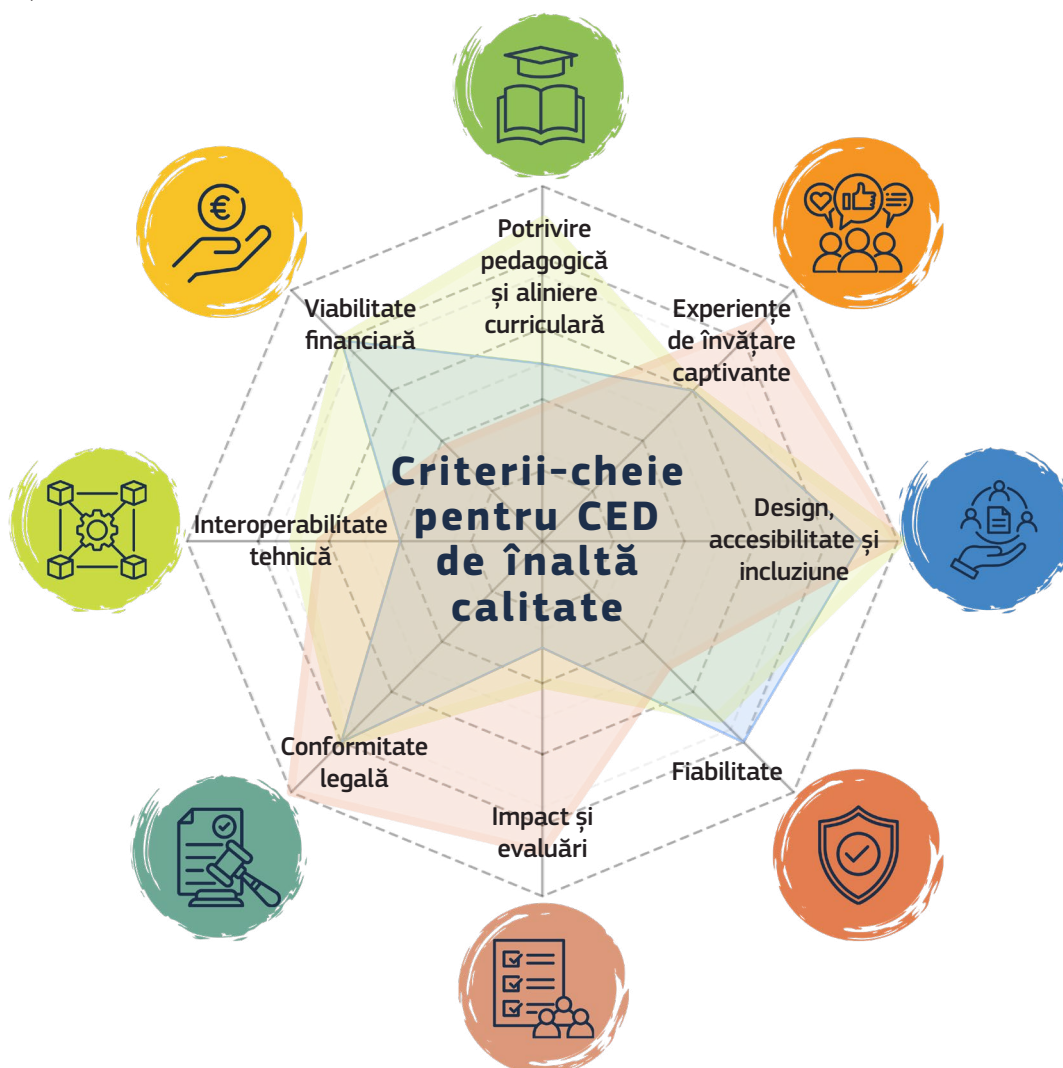 Potrivire
pedagogică
și aliniere
curriculară
Experiențe
de învățare
captivante
Viabilitate
financiară
Criterii-cheie
pentru CED
de înaltă
calitate
Design,
accesibilitate și
incluziune
Interoperabilitate
tehnică
Conformitate
legală
Fiabilitate
Impact și
evaluări
€